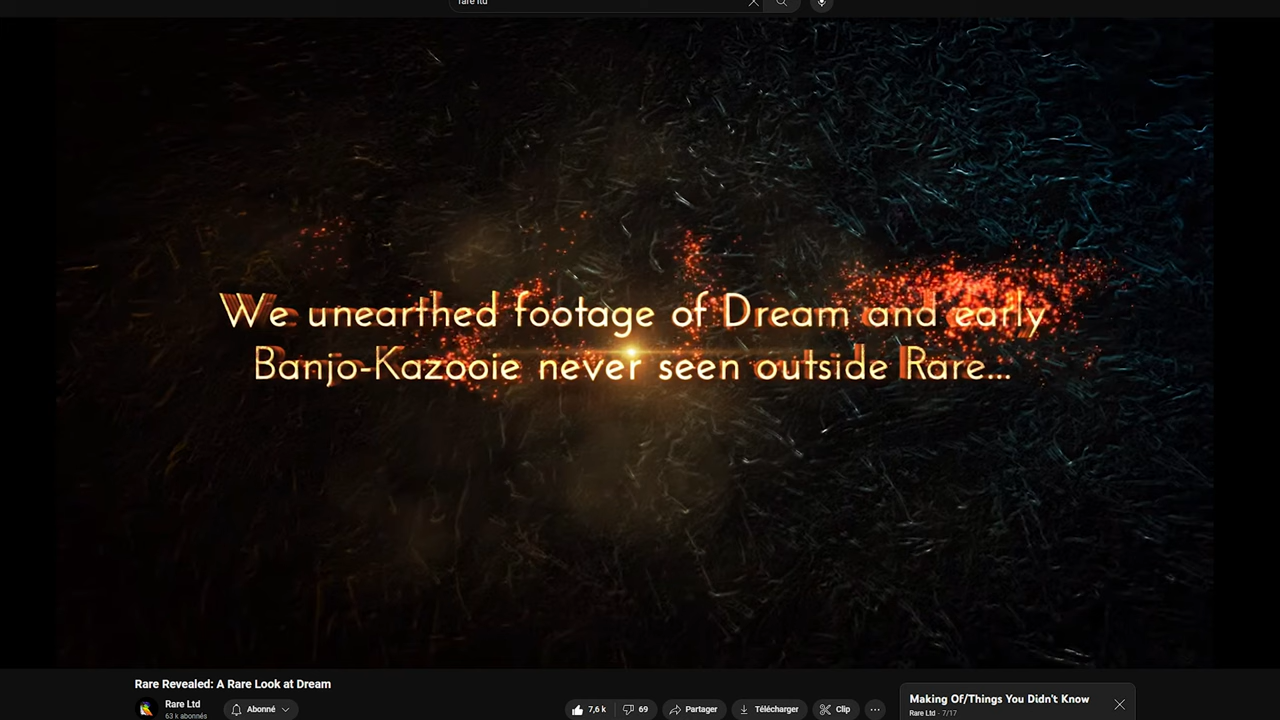 rare ltd
We unearthed footage of Dream and early
Banjo-Kazooie never seen outside Rare...
Rare Revealed: A Rare Look at Dream
Rare Ltd
63 k abonnés
Abonné
7,6 k
69
Partager
Télécharger
Clip
...
Making Of/Things You Didn't Know
Rare Ltd - 7/17